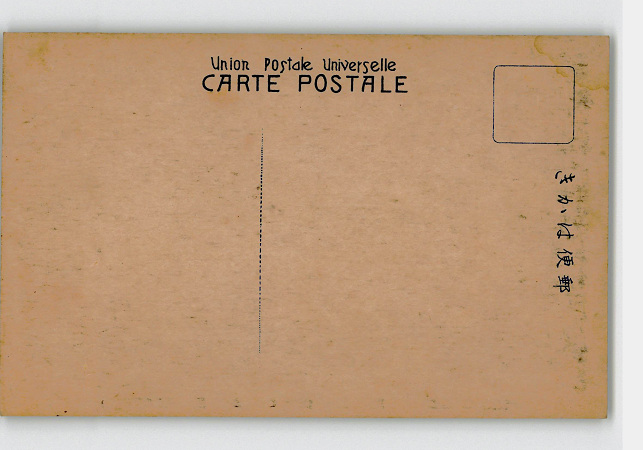 Union Postale Universelle
CARTE POSTALE
郵便はかき